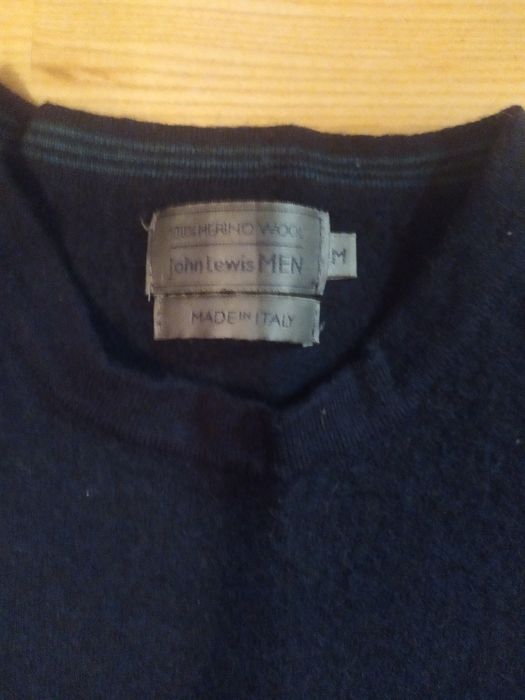 MERINO WOOL
John Lewis MEN
M
MADE IN ITALY